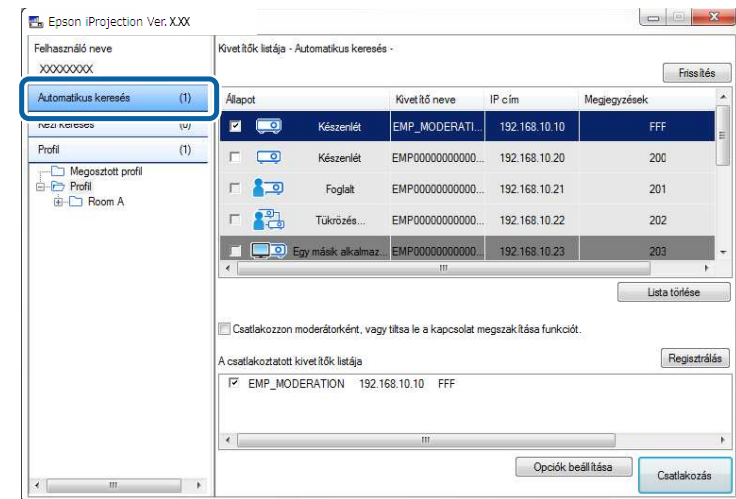 Epson iProjection Ver. X.XX
Felhasználó neve
XXXXXXXX
Automatikus keresés (1)
Kézi keresés (0)
Profil (1)
Megosztott profil
Profil
Room A
Kivetítők listája - Automatikus keresés -
Frissítés
Állapot Kivetítő neve IP cím Megjegyzések
Készenlét EMP_MODERATI... 192.168.10.10 FFF
Készenlét EMP00000000000... 192.168.10.20 200
Foglalt EMP00000000000... 192.168.10.21 201
Tükrözés... EMP00000000000... 192.168.10.22 202
Egy másik alkalmaz... EMP00000000000... 192.168.10.23 203
Lista törlése
Csatlakozzon moderátorként, vagy tiltsa le a kapcsolat megszakítása funkciót.
A csatlakoztatott kivetítők listája
Regisztrálás
EMP_MODERATION 192.168.10.10 FFF
Opciók beállítása
Csatlakozás